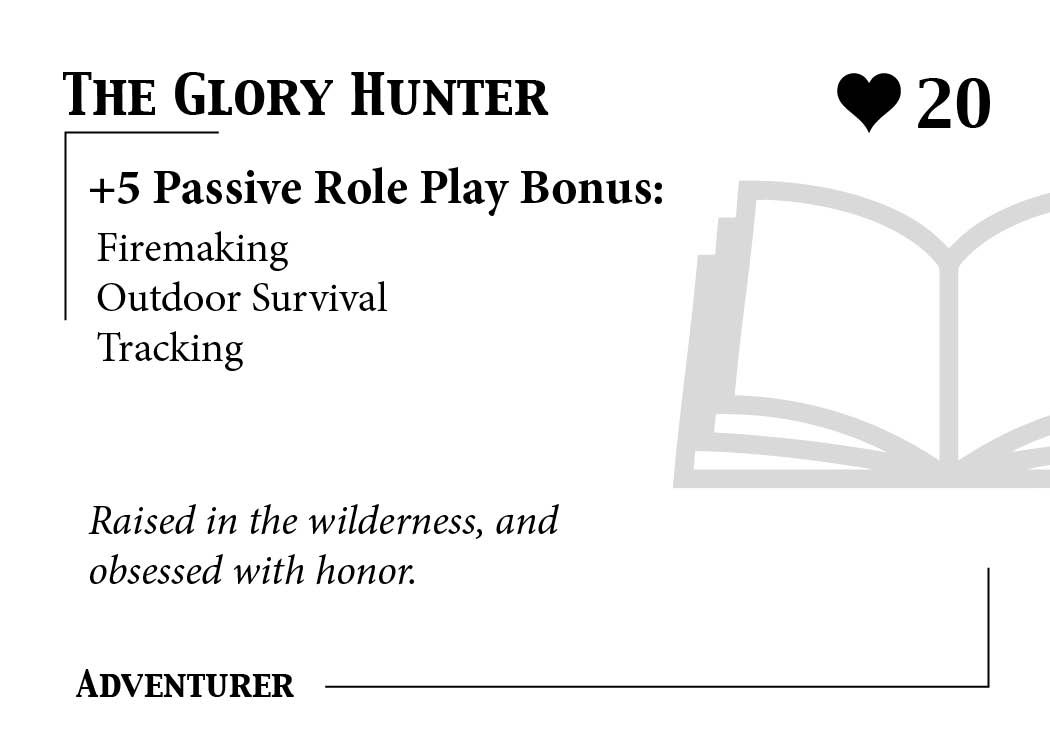 The Glory Hunter
20
+5 Passive Role Play Bonus:
Firemaking
Outdoor Survival
Tracking
Raised in the wilderness, and
obsessed with honor.
Adventurer